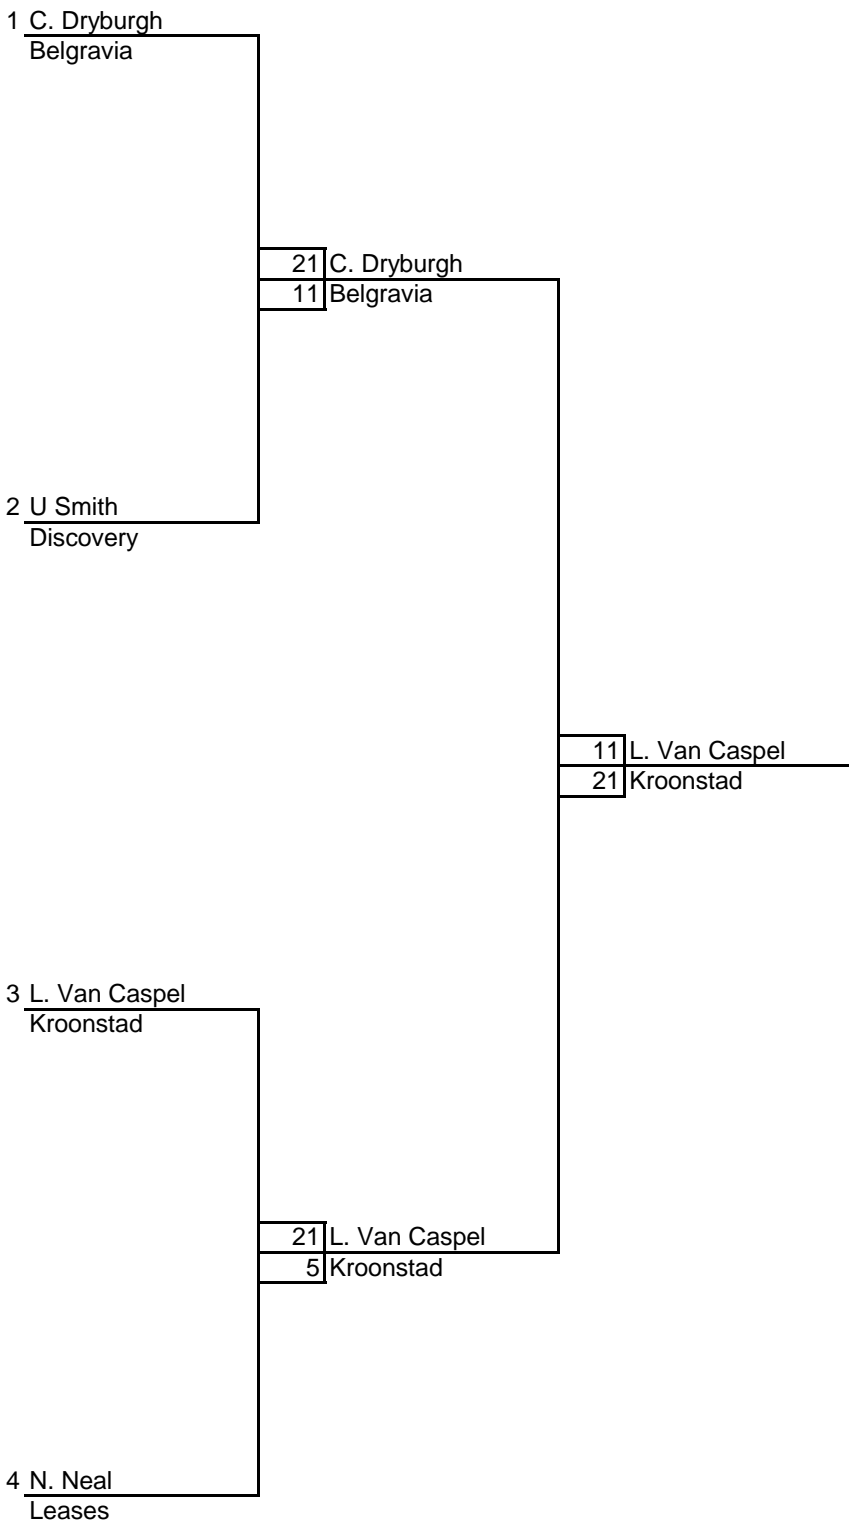 1 C. Dryburgh
Belgravia
21 C. Dryburgh
11 Belgravia
2 U Smith
Discovery
11 L. Van Caspel
21 Kroonstad
3 L. Van Caspel
Kroonstad
21 L. Van Caspel
5 Kroonstad
4 N. Neal
Leases